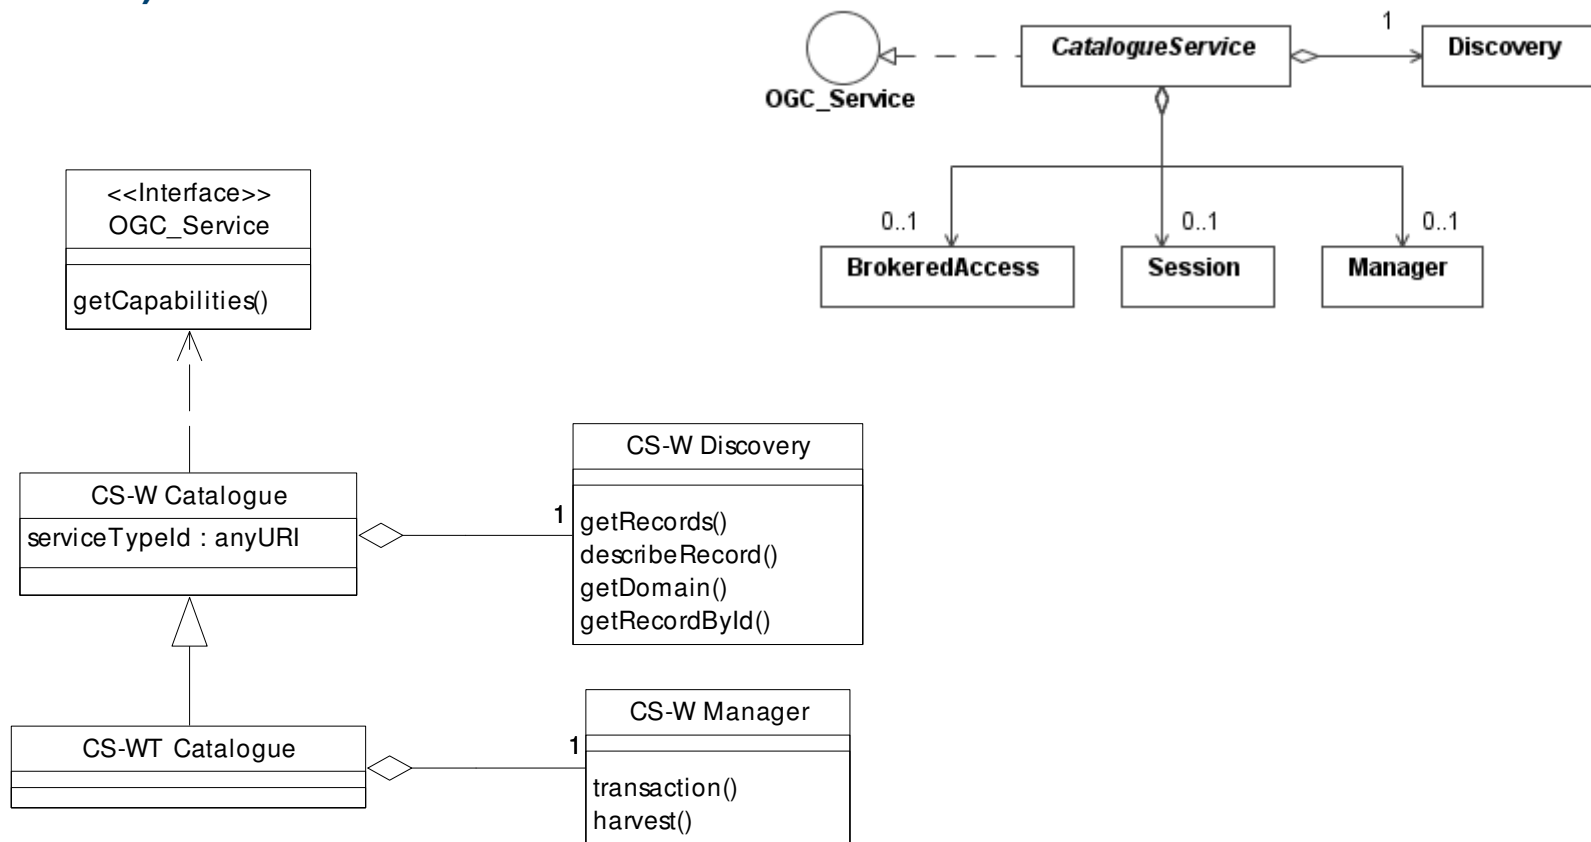 1
CatalogueService
Discovery
OGC_Service
0..1
0..1
0..1
BrokeredAccess
Session
Manager
<<Interface>>
OGC_Service
getCapabilities()
CS-W Catalogue
serviceTypeId : anyURI
1
CS-W Discovery
getRecords()
describeRecord()
getDomain()
getRecordById()
CS-WT Catalogue
1
CS-W Manager
transaction()
harvest()